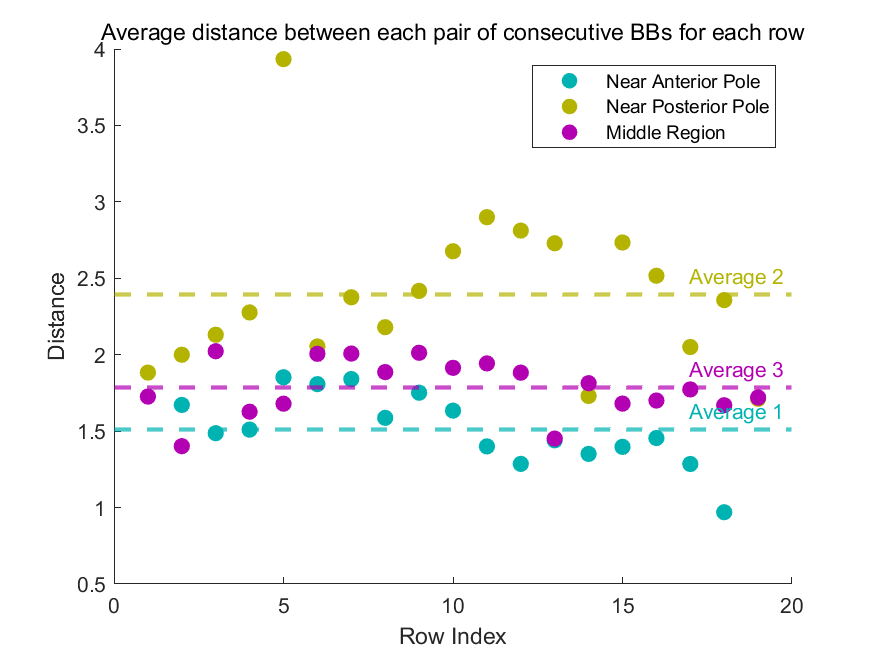 Average distance between each pair of consecutive BBs for each row
4
3.5
3
2.5
2
1.5
1
0.5
0
5
10
15
20
Distance
Row Index
Near Anterior Pole
Near Posterior Pole
Middle Region
Average 2
Average 3
Average 1